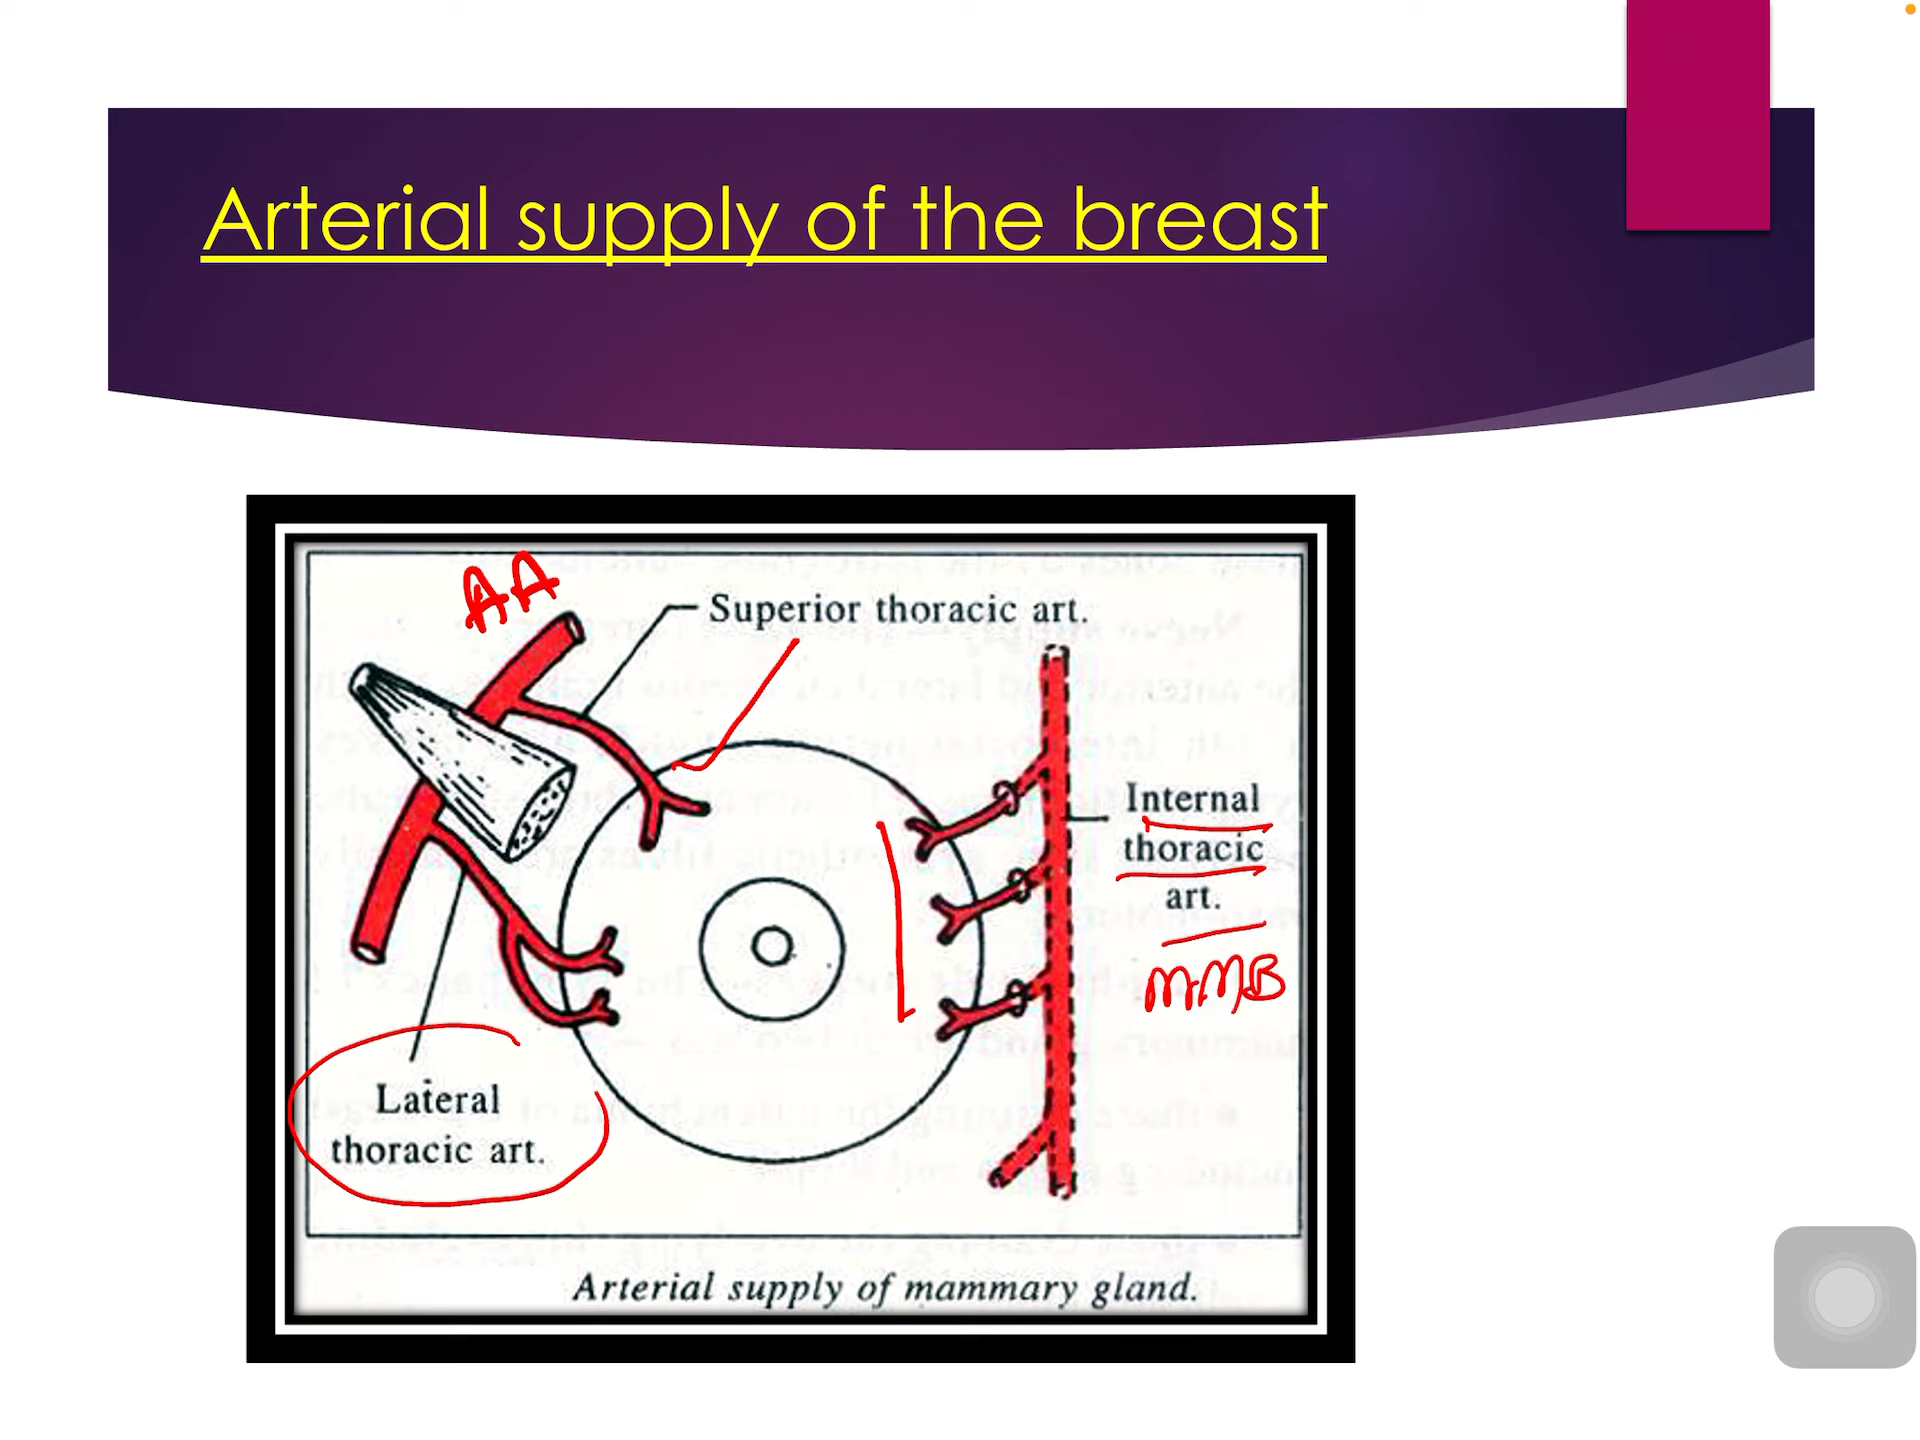 Arterial supply of the breast
AA
Superior thoracic art.
Internal
thoracic
art.
MMB
Lateral
thoracic art.
Arterial supply of mammary gland.